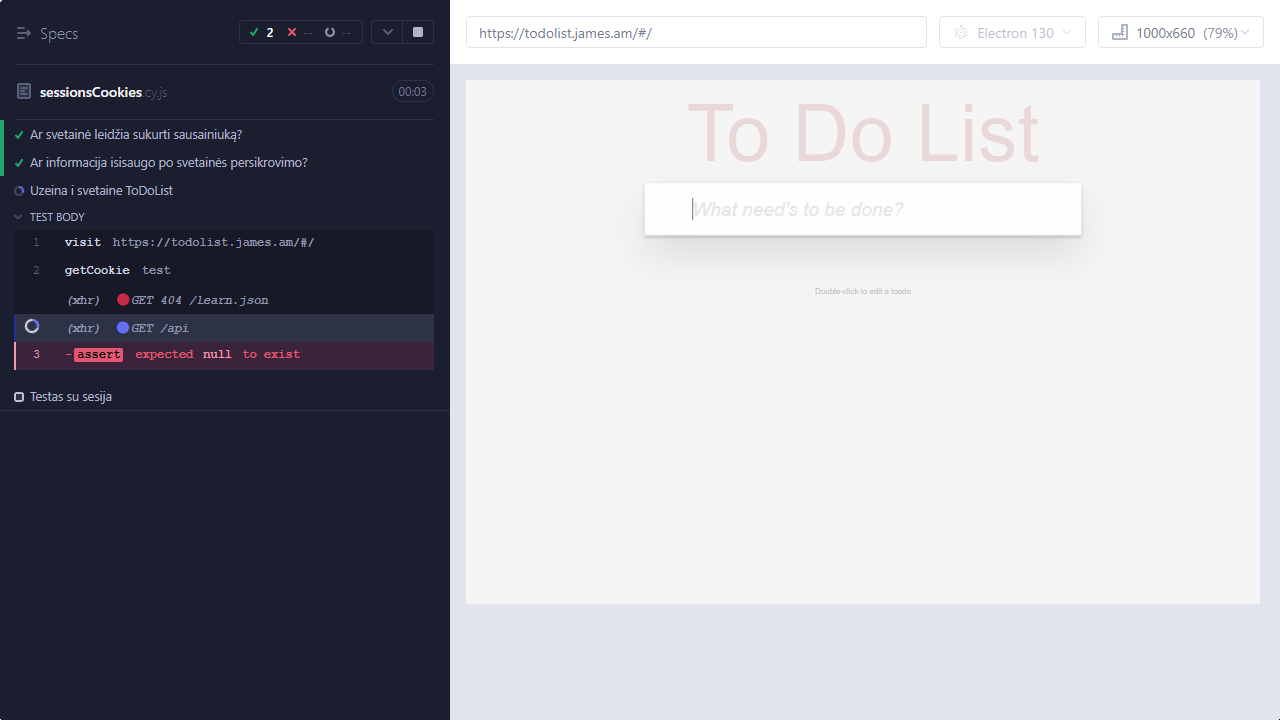 Specs
2 -- --
sessionsCookies.cy.js 00:03
Ar svetainė leidžia sukurti sausainiuką?
Ar informacija isisaugo po svetainės persikrovimo?
Uzeina i svetaine ToDoList
TEST BODY
1 visit https://todolist.james.am/#/
2 getCookie test
(xhr) GET 404 /learn.json
(xhr) GET /api
3 -assert expected null to exist
Testas su sesija
https://todolist.james.am/#/ Electron 130 1000x660 (79%)
To Do List
What need's to be done?
Double-click to edit a toodo